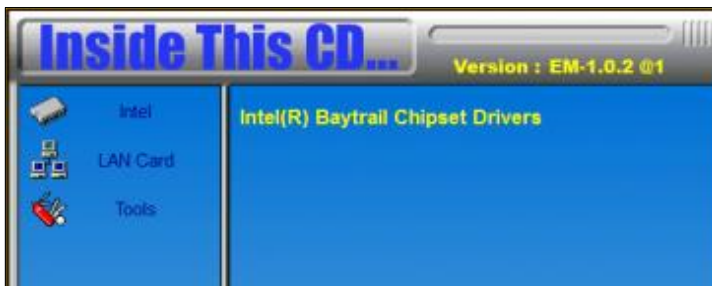 Inside This CD...
Version : EM-1.0.2 @1
Intel
Intel(R) Baytrail Chipset Drivers
LAN Card
Tools